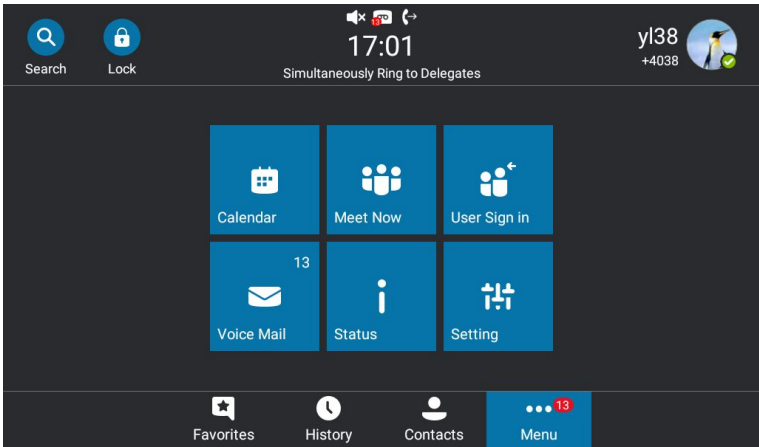 13
17:01
Simultaneously Ring to Delegates
Search
Lock
yl38
+4038
Calendar
Meet Now
User Sign in
13
Voice Mail
Status
Setting
Favorites
History
Contacts
13
Menu